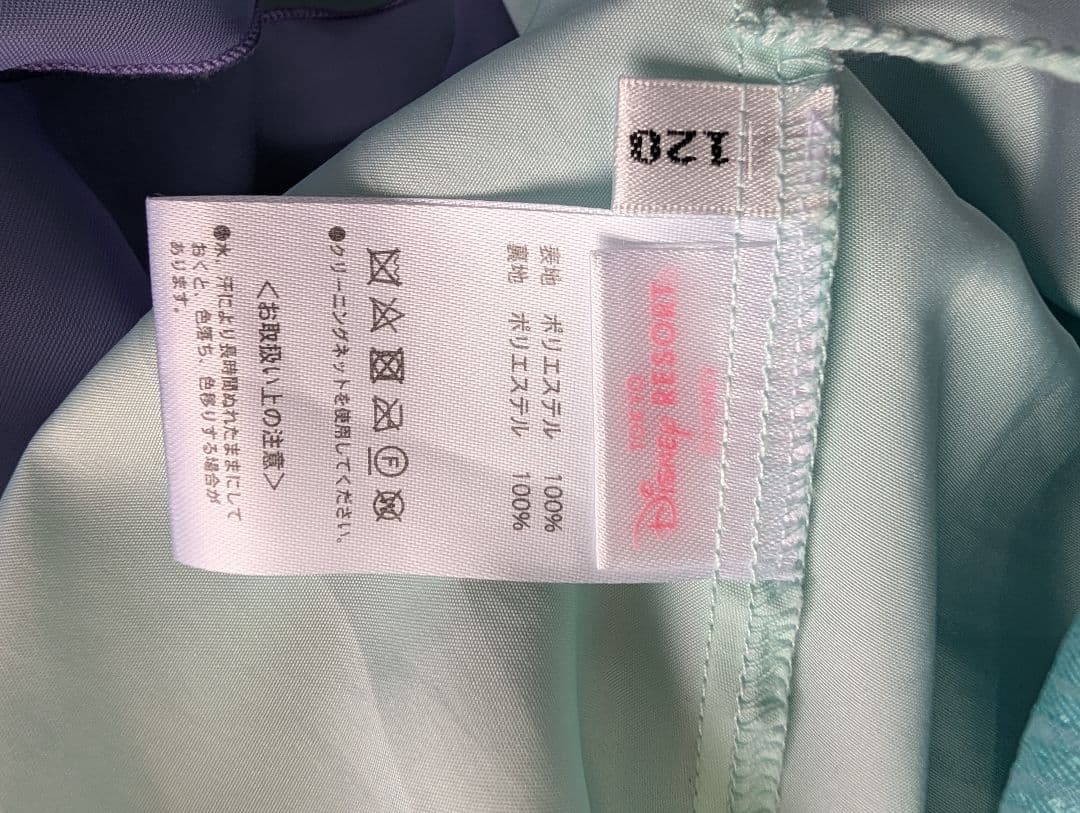 120
Disney RESORT
表地 ポリエステル 100%
裏地 ポリエステル 100%
F
●クリーニングネットを使用してください。
<お取扱い上の注意>
●水、汗により長時間ぬれたままにして
おくと、色落ち、色移りする場合が
あります。